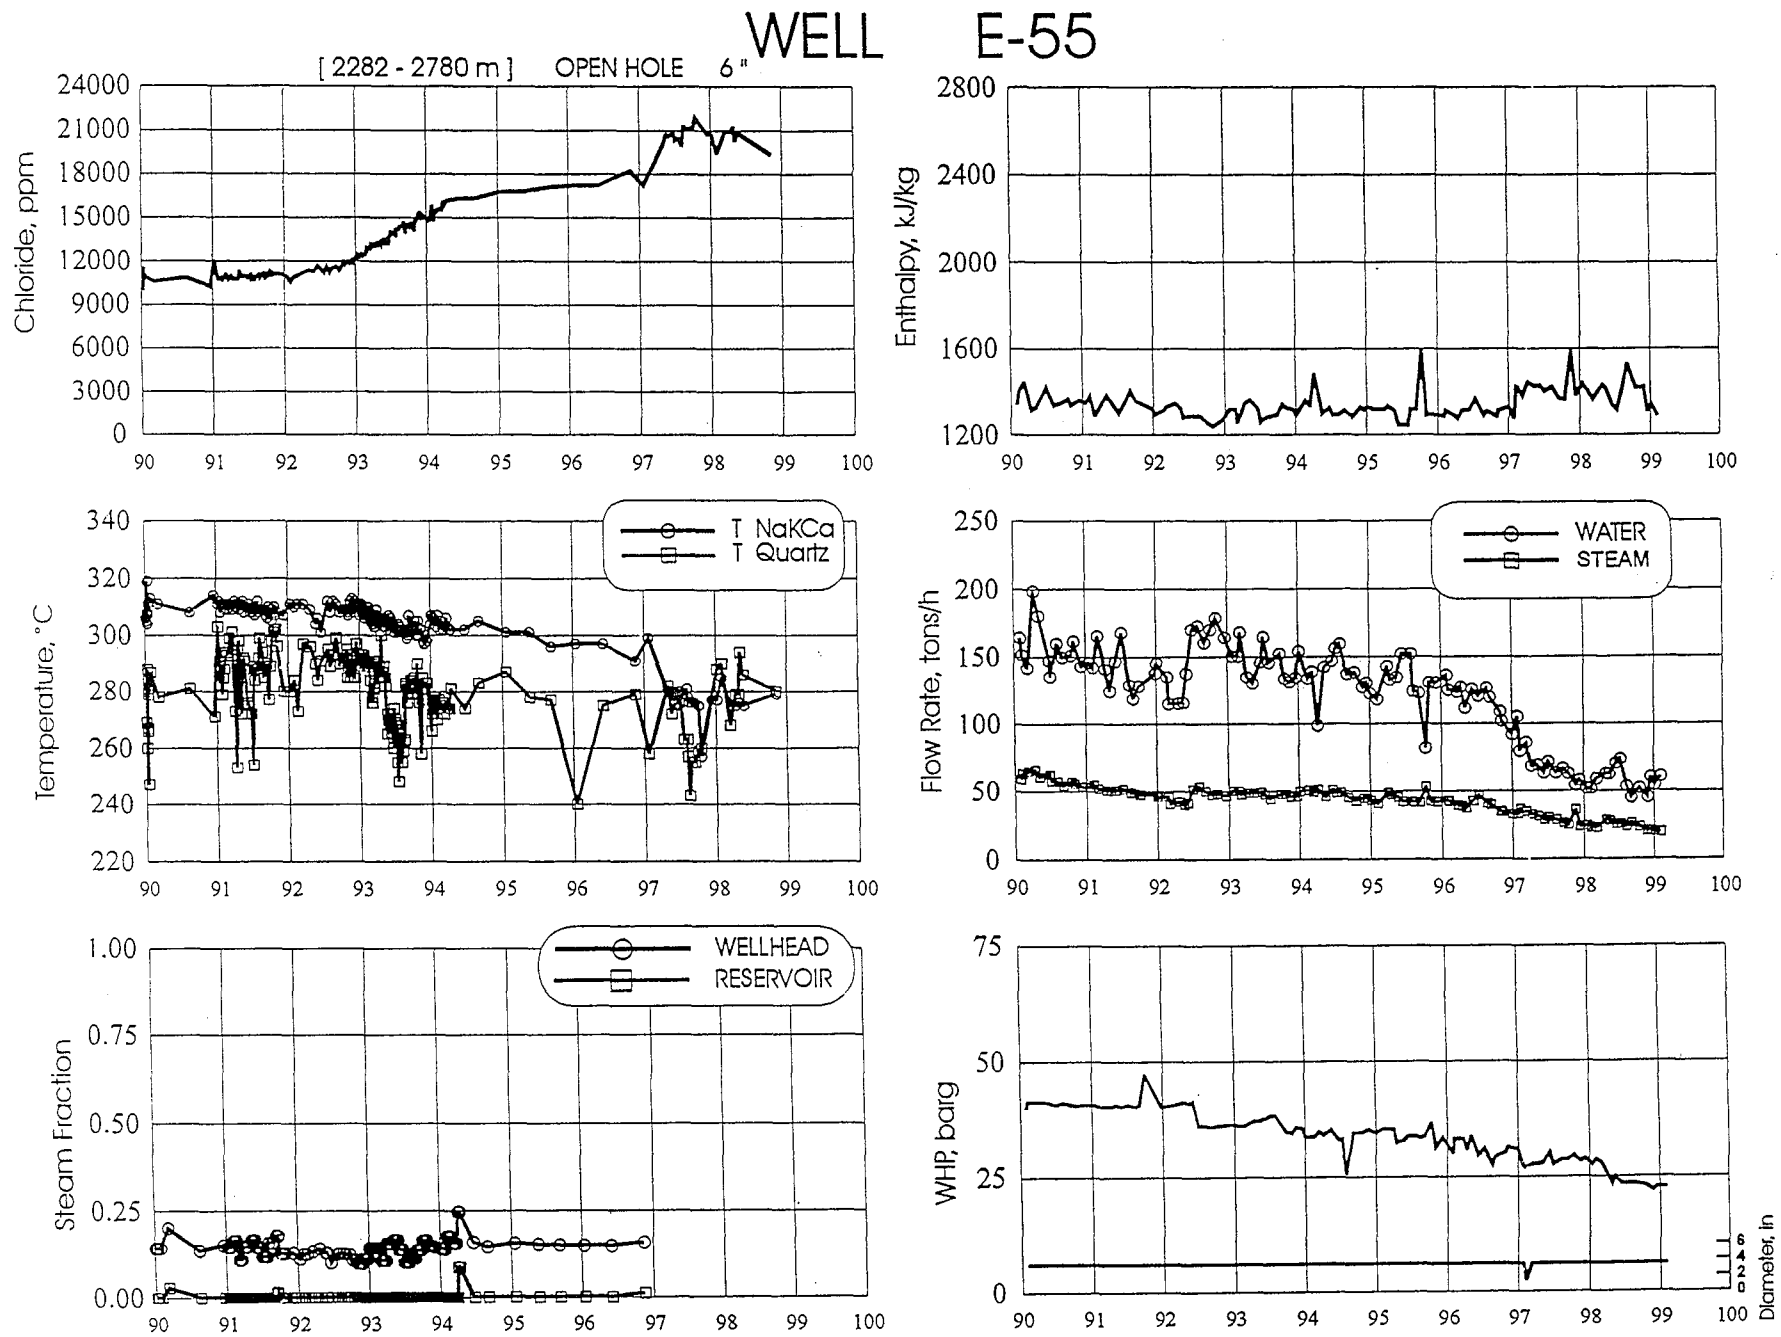 WELL E-55
[ 2282 - 2780 m ] OPEN HOLE 6 "
Chloride, ppm
24000
21000
18000
15000
12000
9000
6000
3000
0
90 91 92 93 94 95 96 97 98 99 100
Enthalpy, kJ/kg
2800
2400
2000
1600
1200
90 91 92 93 94 95 96 97 98 99 100
Temperature, °C
340
320
300
280
260
240
220
T NaKCa
T Quartz
90 91 92 93 94 95 96 97 98 99 100
Flow Rate, tons/h
250
200
150
100
50
0
WATER
STEAM
90 91 92 93 94 95 96 97 98 99 100
Steam Fraction
1.00
0.75
0.50
0.25
0.00
WELLHEAD
RESERVOIR
90 91 92 93 94 95 96 97 98 99 100
WHP, barg
75
50
25
0
90 91 92 93 94 95 96 97 98 99 100
6
4
2
0
Diameter, in